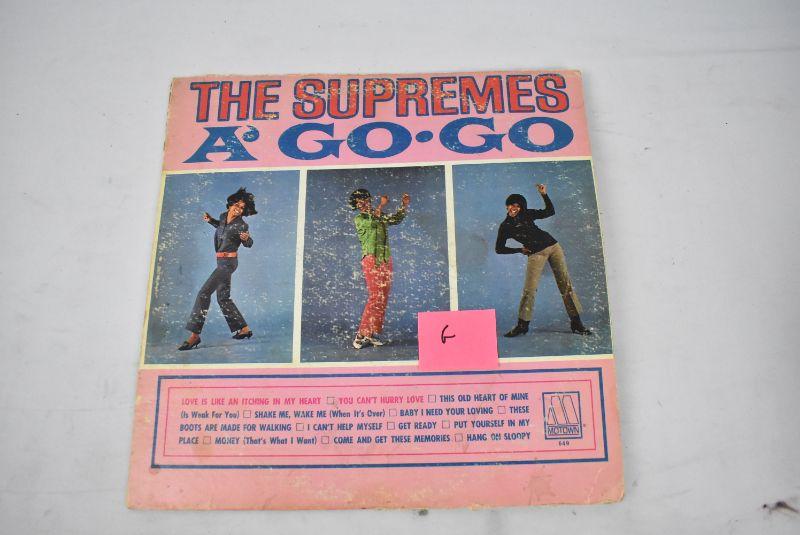 THE SUPREMES
A' GO•GO
G
LOVE IS LIKE AN ITCHING IN MY HEART □ YOU CAN'T HURRY LOVE □ THIS OLD HEART OF MINE
(Is Weak For You) □ SHAKE ME, WAKE ME (When It's Over) □ BABY I NEED YOUR LOVING □ THESE
BOOTS ARE MADE FOR WALKING □ I CAN'T HELP MYSELF □ GET READY □ PUT YOURSELF IN MY
PLACE □ MONEY (That's What I Want) □ COME AND GET THESE MEMORIES □ HANG ON SLOOPY
M
MOTOWN
649